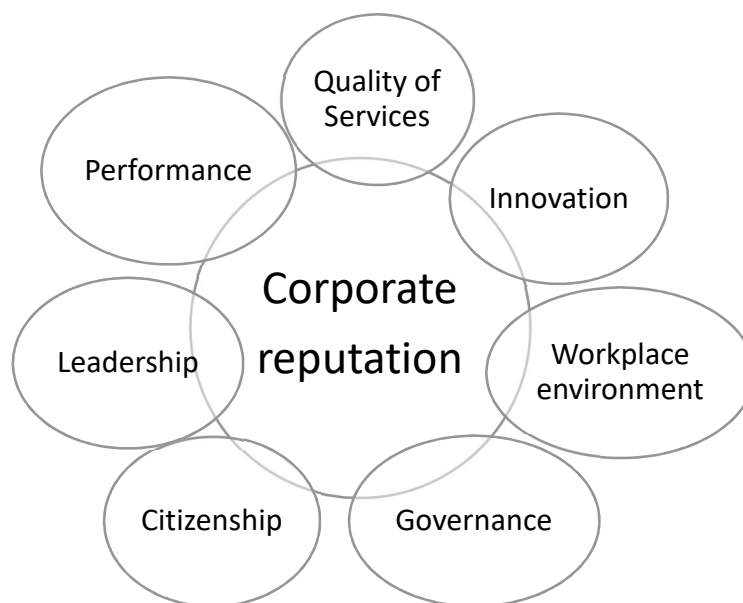 Quality of
Services
Performance
Innovation
Corporate
reputation
Leadership
Workplace
environment
Citizenship
Governance